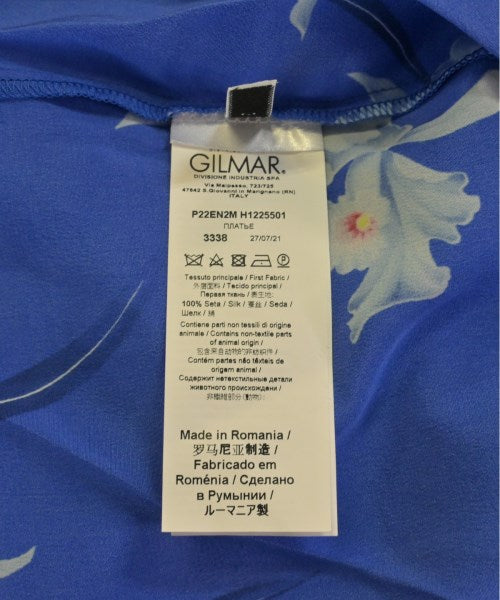 GILMAR®
DIVISIONE INDUSTRIA SPA
Via Malpasso, 723/725
47842 S.Giovanni in Marignano (RN)
ITALY
P22EN2M H1225501
ПЛАТЬЕ
3338 27/07/21
Tessuto principale / First Fabric /
外層面料 / Tecido principal /
Первая ткань / 表生地:
100% Seta / Silk / 蚕丝 / Seda /
Шелк / 絹
Contiene parti non tessili di origine
animale / Contains non-textile parts
of animal origin /
包含来自动物的非纺织件 /
Contém partes não têxteis de
origem animal /
Содержит нетекстильные детали
животного происхождени /
非繊維部分(動物):
Made in Romania /
罗马尼亚制造 /
Fabricado em
Roménia / Сделано
в Румынии /
ルーマニア製